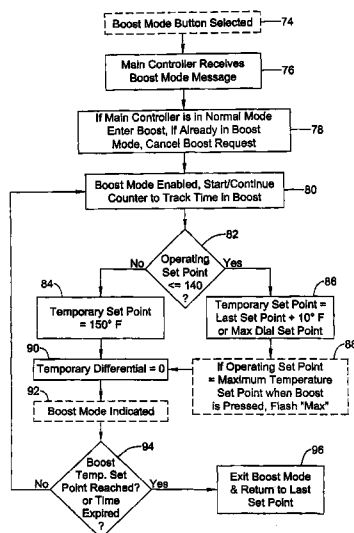 Boost Mode Button Selected
74
Main Controller Receives
Boost Mode Message
76
If Main Controller is in Normal Mode
Enter Boost, If Already in Boost
Mode, Cancel Boost Request
78
Boost Mode Enabled, Start/Continue
Counter to Track Time in Boost
80
82
Operating
Set Point
<= 140
?
No
Yes
84
Temporary Set Point
= 150° F
86
Temporary Set Point =
Last Set Point + 10° F
or Max Dial Set Point
88
If Operating Set Point
= Maximum Temperature
Set Point when Boost
is Pressed, Flash "Max"
90
Temporary Differential = 0
92
Boost Mode Indicated
94
Boost
Temp. Set
Point Reached?
or Time
Expired
?
No
Yes
96
Exit Boost Mode
& Return to Last
Set Point